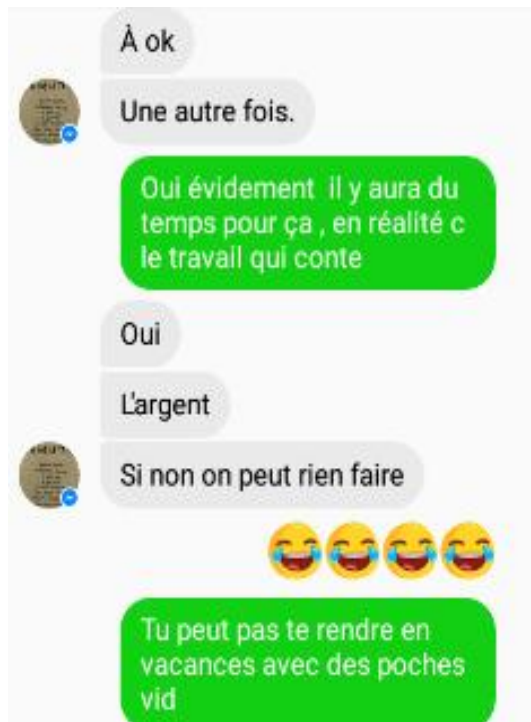 À ok
Une autre fois.
Oui évidement il y aura du
temps pour ça , en réalité c
le travail qui conte
Oui
L'argent
Si non on peut rien faire
😂😂😂😂
Tu peut pas te rendre en
vacances avec des poches
vid